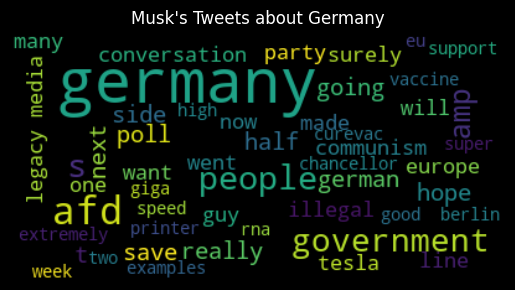 Musk's Tweets about Germany
many
conversation
party
surely
eu
support
legacy media
germany
going
vaccine
amp
will
side
high
now
made
curevac
next
poll
half
communism
super
s
one
want
went
people
chancellor
german
europe
giga
hope
afd
speed
guy
illegal
good
berlin
extremely
printer
rna
government
t
two
save
really
tesla
line
week
examples